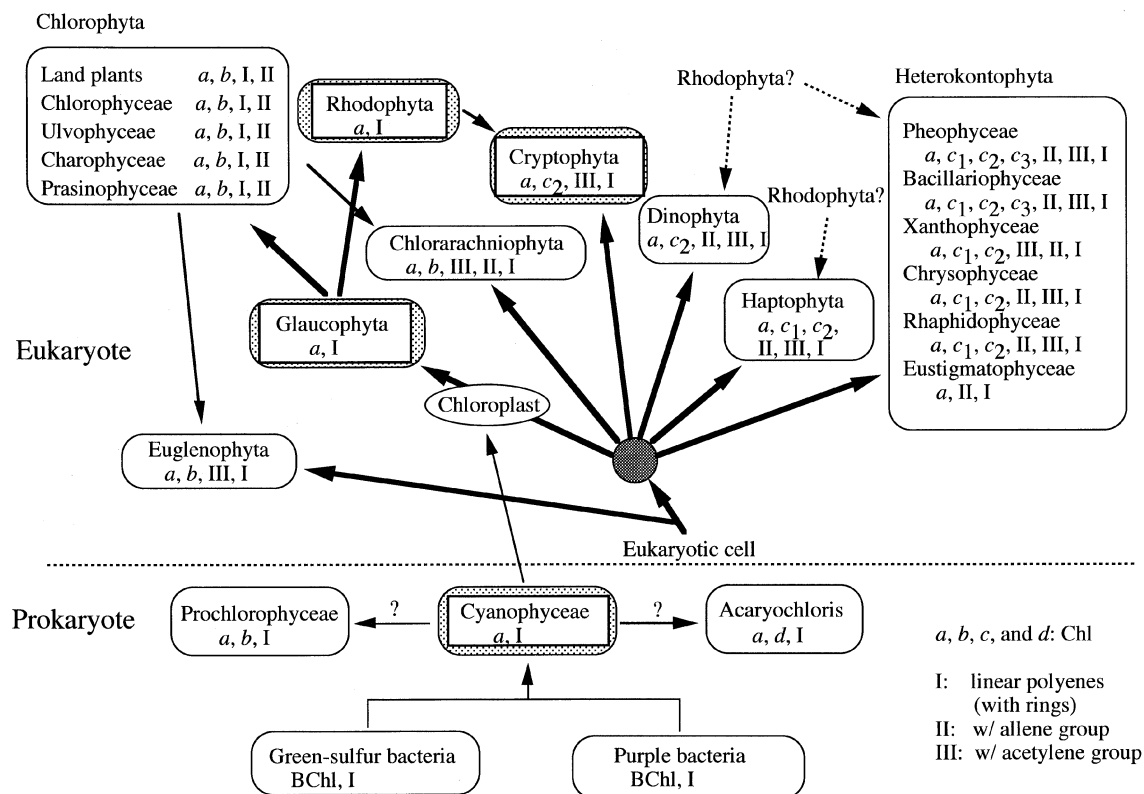 Chlorophyta
Land plants a, b, I, II
Chlorophyceae a, b, I, II
Ulvophyceae a, b, I, II
Charophyceae a, b, I, II
Prasinophyceae a, b, I, II
Rhodophyta
a, I
Cryptophyta
a, c2, III, I
Rhodophyta?
Heterokontophyta
Pheophyceae
a, c1, c2, c3, II, III, I
Bacillariophyceae
a, c1, c2, c3, II, III, I
Xanthophyceae
a, c1, c2, III, II, I
Chrysophyceae
a, c1, c2, II, III, I
Rhaphidophyceae
a, c1, c2, II, III, I
Eustigmatophyceae
a, II, I
Rhodophyta?
Dinophyta
a, c2, II, III, I
Chlorarachniophyta
a, b, III, II, I
Haptophyta
a, c1, c2,
II, III, I
Glaucophyta
a, I
Eukaryote
Chloroplast
Euglenophyta
a, b, III, I
Eukaryotic cell
Prokaryote
Prochlorophyceae
a, b, I
?
Cyanophyceae
a, I
?
Acaryochloris
a, d, I
Green-sulfur bacteria
BChl, I
Purple bacteria
BChl, I
a, b, c, and d: Chl
I: linear polyenes
(with rings)
II: w/ allene group
III: w/ acetylene group